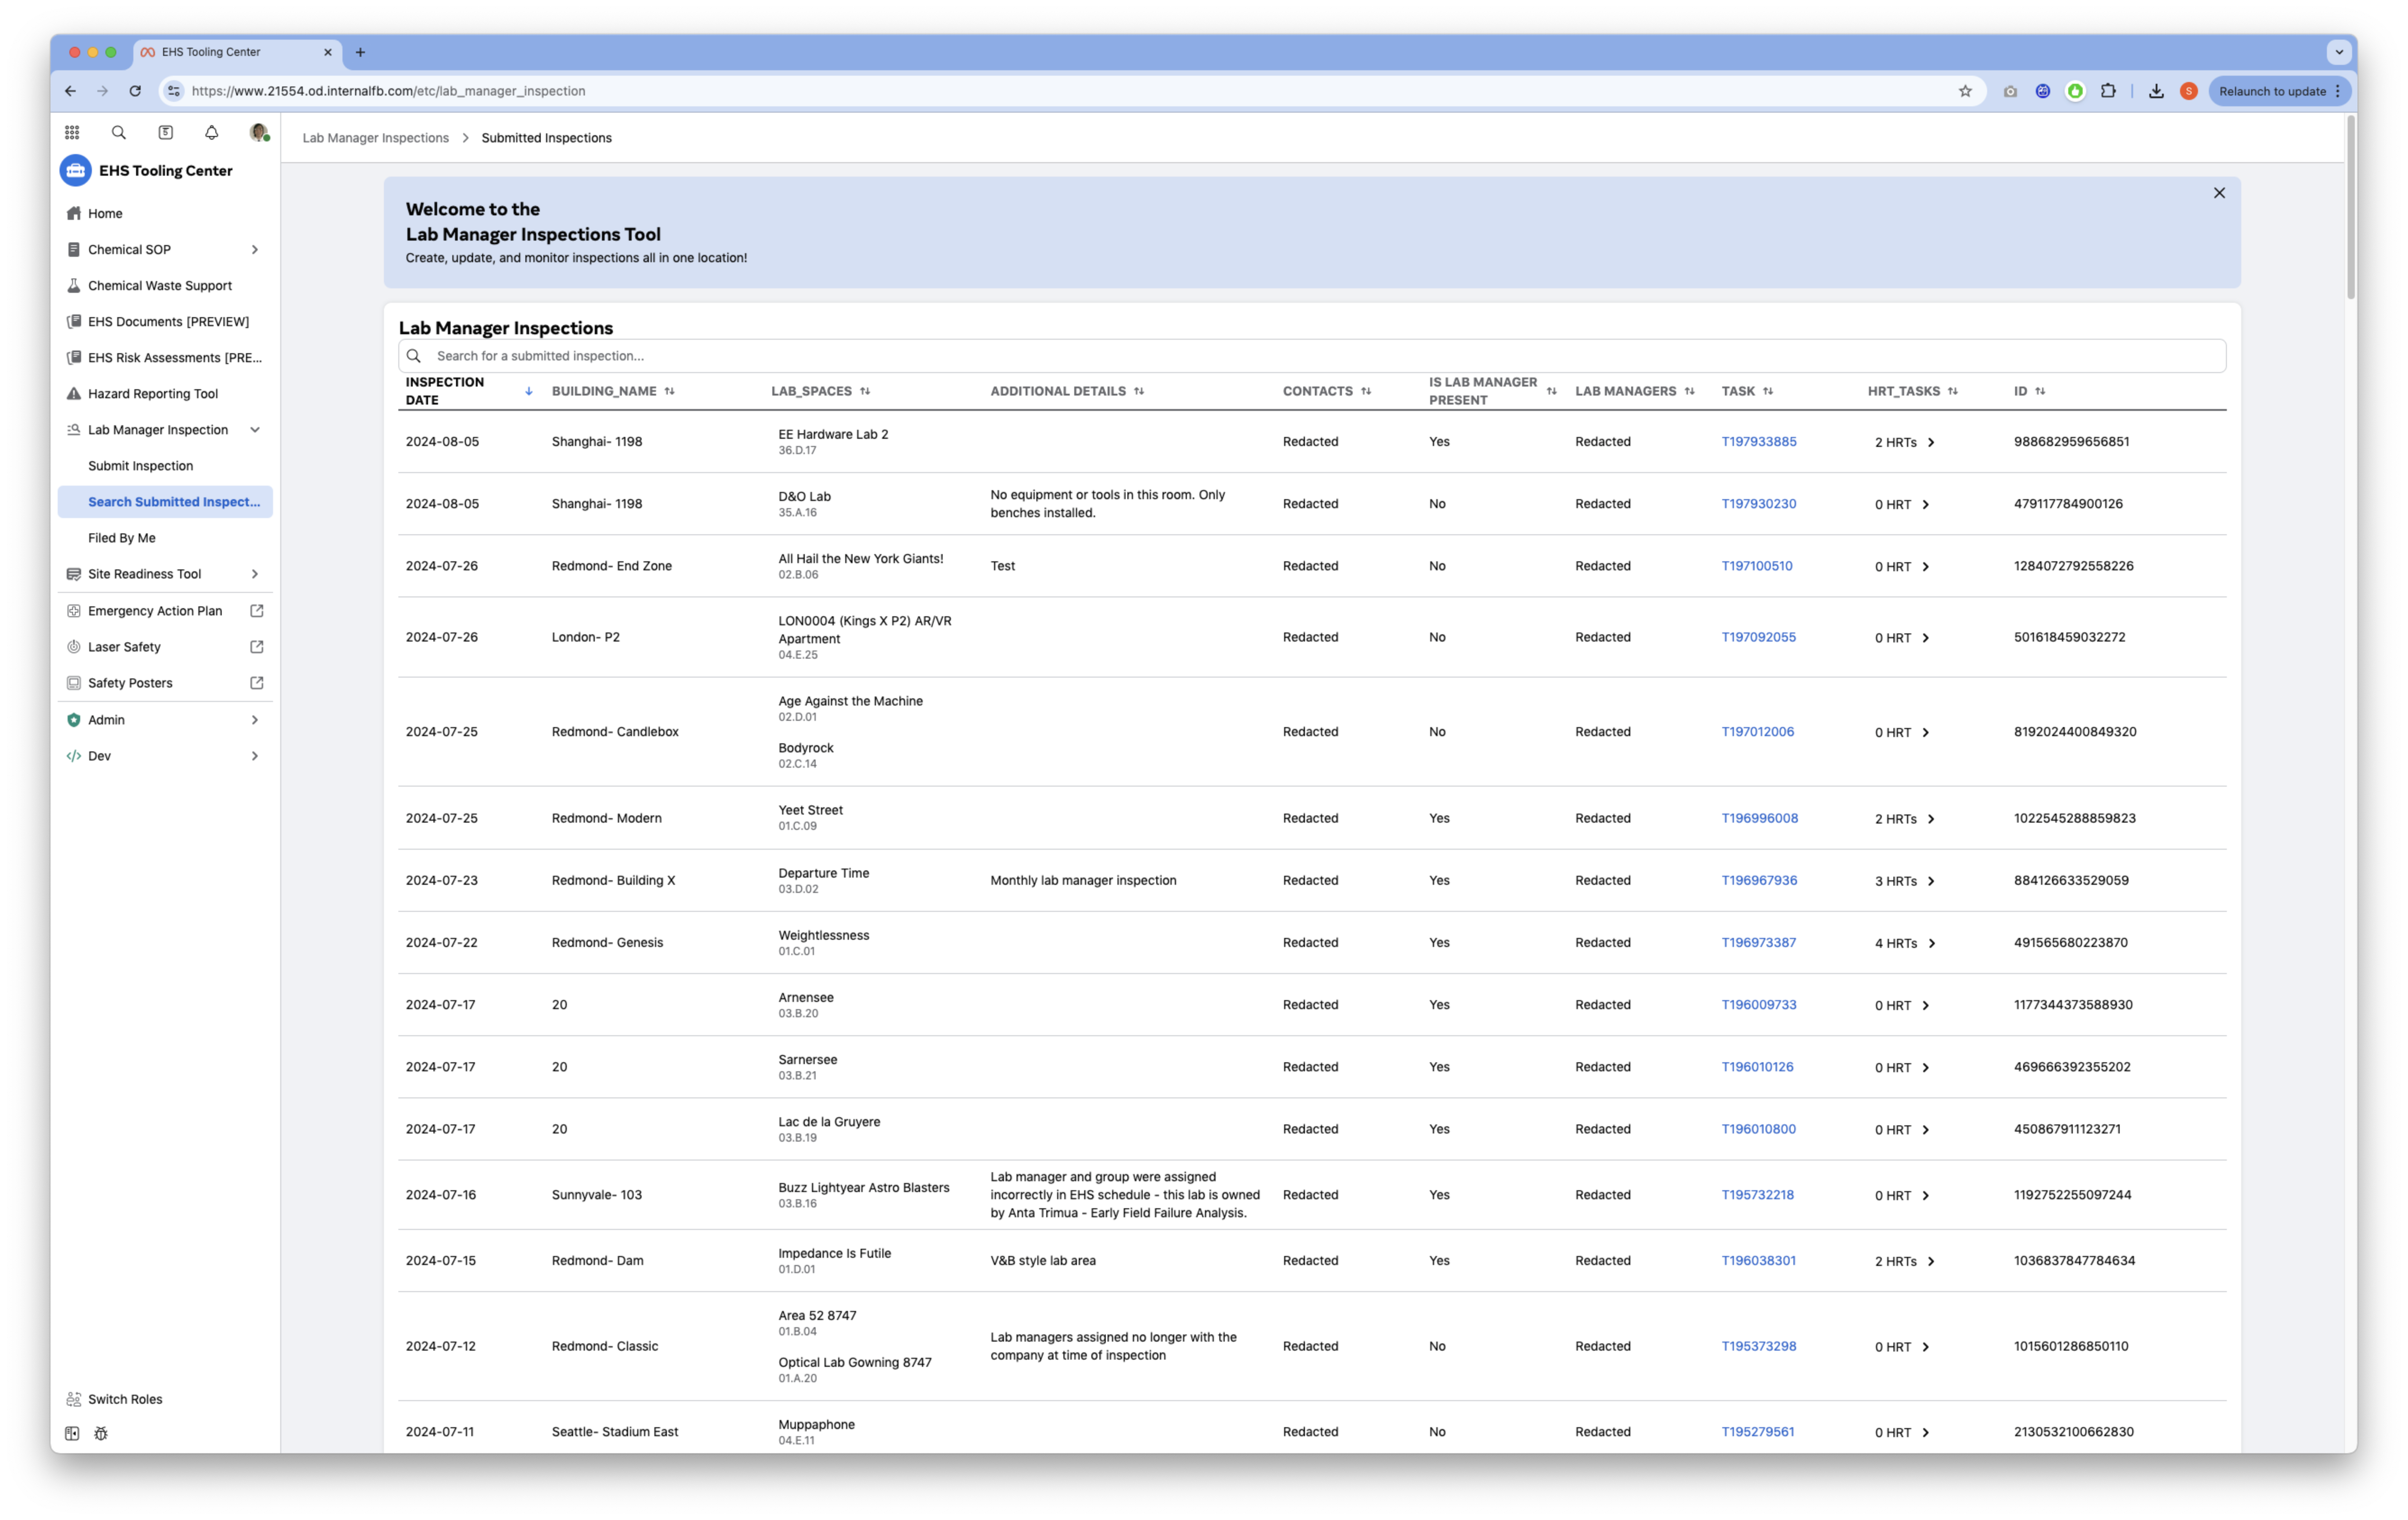 EHS Tooling Center
https://www.21554.od.internalfb.com/etc/lab_manager_inspection
S
Relaunch to update
5
EHS Tooling Center
Home
Chemical SOP
Chemical Waste Support
EHS Documents [PREVIEW]
EHS Risk Assessments [PRE...
Hazard Reporting Tool
Lab Manager Inspection
Submit Inspection
Search Submitted Inspect...
Filed By Me
Site Readiness Tool
Emergency Action Plan
Laser Safety
Safety Posters
Admin
Dev
Switch Roles
Lab Manager Inspections > Submitted Inspections
Welcome to the
Lab Manager Inspections Tool
Create, update, and monitor inspections all in one location!
Lab Manager Inspections
Search for a submitted inspection...
INSPECTION DATE BUILDING_NAME LAB_SPACES ADDITIONAL DETAILS CONTACTS IS LAB MANAGER PRESENT LAB MANAGERS TASK HRT_TASKS ID
2024-08-05 Shanghai- 1198 EE Hardware Lab 2 36.D.17 Redacted Yes Redacted T197933885 2 HRTs 988682959656851
2024-08-05 Shanghai- 1198 D&O Lab 35.A.16 No equipment or tools in this room. Only benches installed. Redacted No Redacted T197930230 0 HRT 479117784900126
2024-07-26 Redmond- End Zone All Hail the New York Giants! 02.B.06 Test Redacted No Redacted T197100510 0 HRT 1284072792558226
2024-07-26 London- P2 LON0004 (Kings X P2) AR/VR Apartment 04.E.25 Redacted No Redacted T197092055 0 HRT 501618459032272
2024-07-25 Redmond- Candlebox Age Against the Machine 02.D.01 Bodyrock 02.C.14 Redacted No Redacted T197012006 0 HRT 8192024400849320
2024-07-25 Redmond- Modern Yeet Street 01.C.09 Redacted Yes Redacted T196996008 2 HRTs 1022545288859823
2024-07-23 Redmond- Building X Departure Time 03.D.02 Monthly lab manager inspection Redacted Yes Redacted T196967936 3 HRTs 884126633529059
2024-07-22 Redmond- Genesis Weightlessness 01.C.01 Redacted Yes Redacted T196973387 4 HRTs 491565680223870
2024-07-17 20 Arnensee 03.B.20 Redacted Yes Redacted T196009733 0 HRT 1177344373588930
2024-07-17 20 Sarnersee 03.B.21 Redacted Yes Redacted T196010126 0 HRT 469666392355202
2024-07-17 20 Lac de la Gruyere 03.B.19 Redacted Yes Redacted T196010800 0 HRT 450867911123271
2024-07-16 Sunnyvale- 103 Buzz Lightyear Astro Blasters 03.B.16 Lab manager and group were assigned incorrectly in EHS schedule - this lab is owned by Anta Trimua - Early Field Failure Analysis. Redacted Yes Redacted T195732218 0 HRT 1192752255097244
2024-07-15 Redmond- Dam Impedance Is Futile 01.D.01 V&B style lab area Redacted Yes Redacted T196038301 2 HRTs 1036837847784634
2024-07-12 Redmond- Classic Area 52 8747 01.B.04 Optical Lab Gowning 8747 01.A.20 Lab managers assigned no longer with the company at time of inspection Redacted No Redacted T195373298 0 HRT 1015601286850110
2024-07-11 Seattle- Stadium East Muppaphone 04.E.11 Redacted No Redacted T195279561 0 HRT 2130532100662830